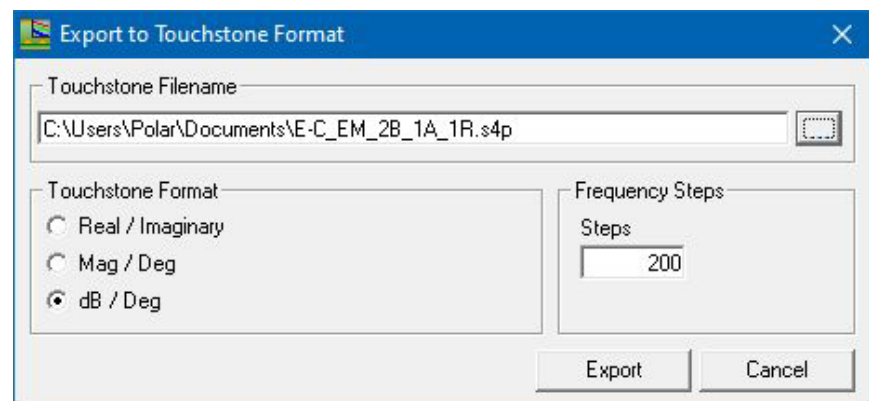 Export to Touchstone Format
Touchstone Filename
C:\Users\Polar\Documents\E-C_EM_2B_1A_1R.s4p
Touchstone Format
Real / Imaginary
Mag / Deg
dB / Deg
Frequency Steps
Steps
200
Export
Cancel